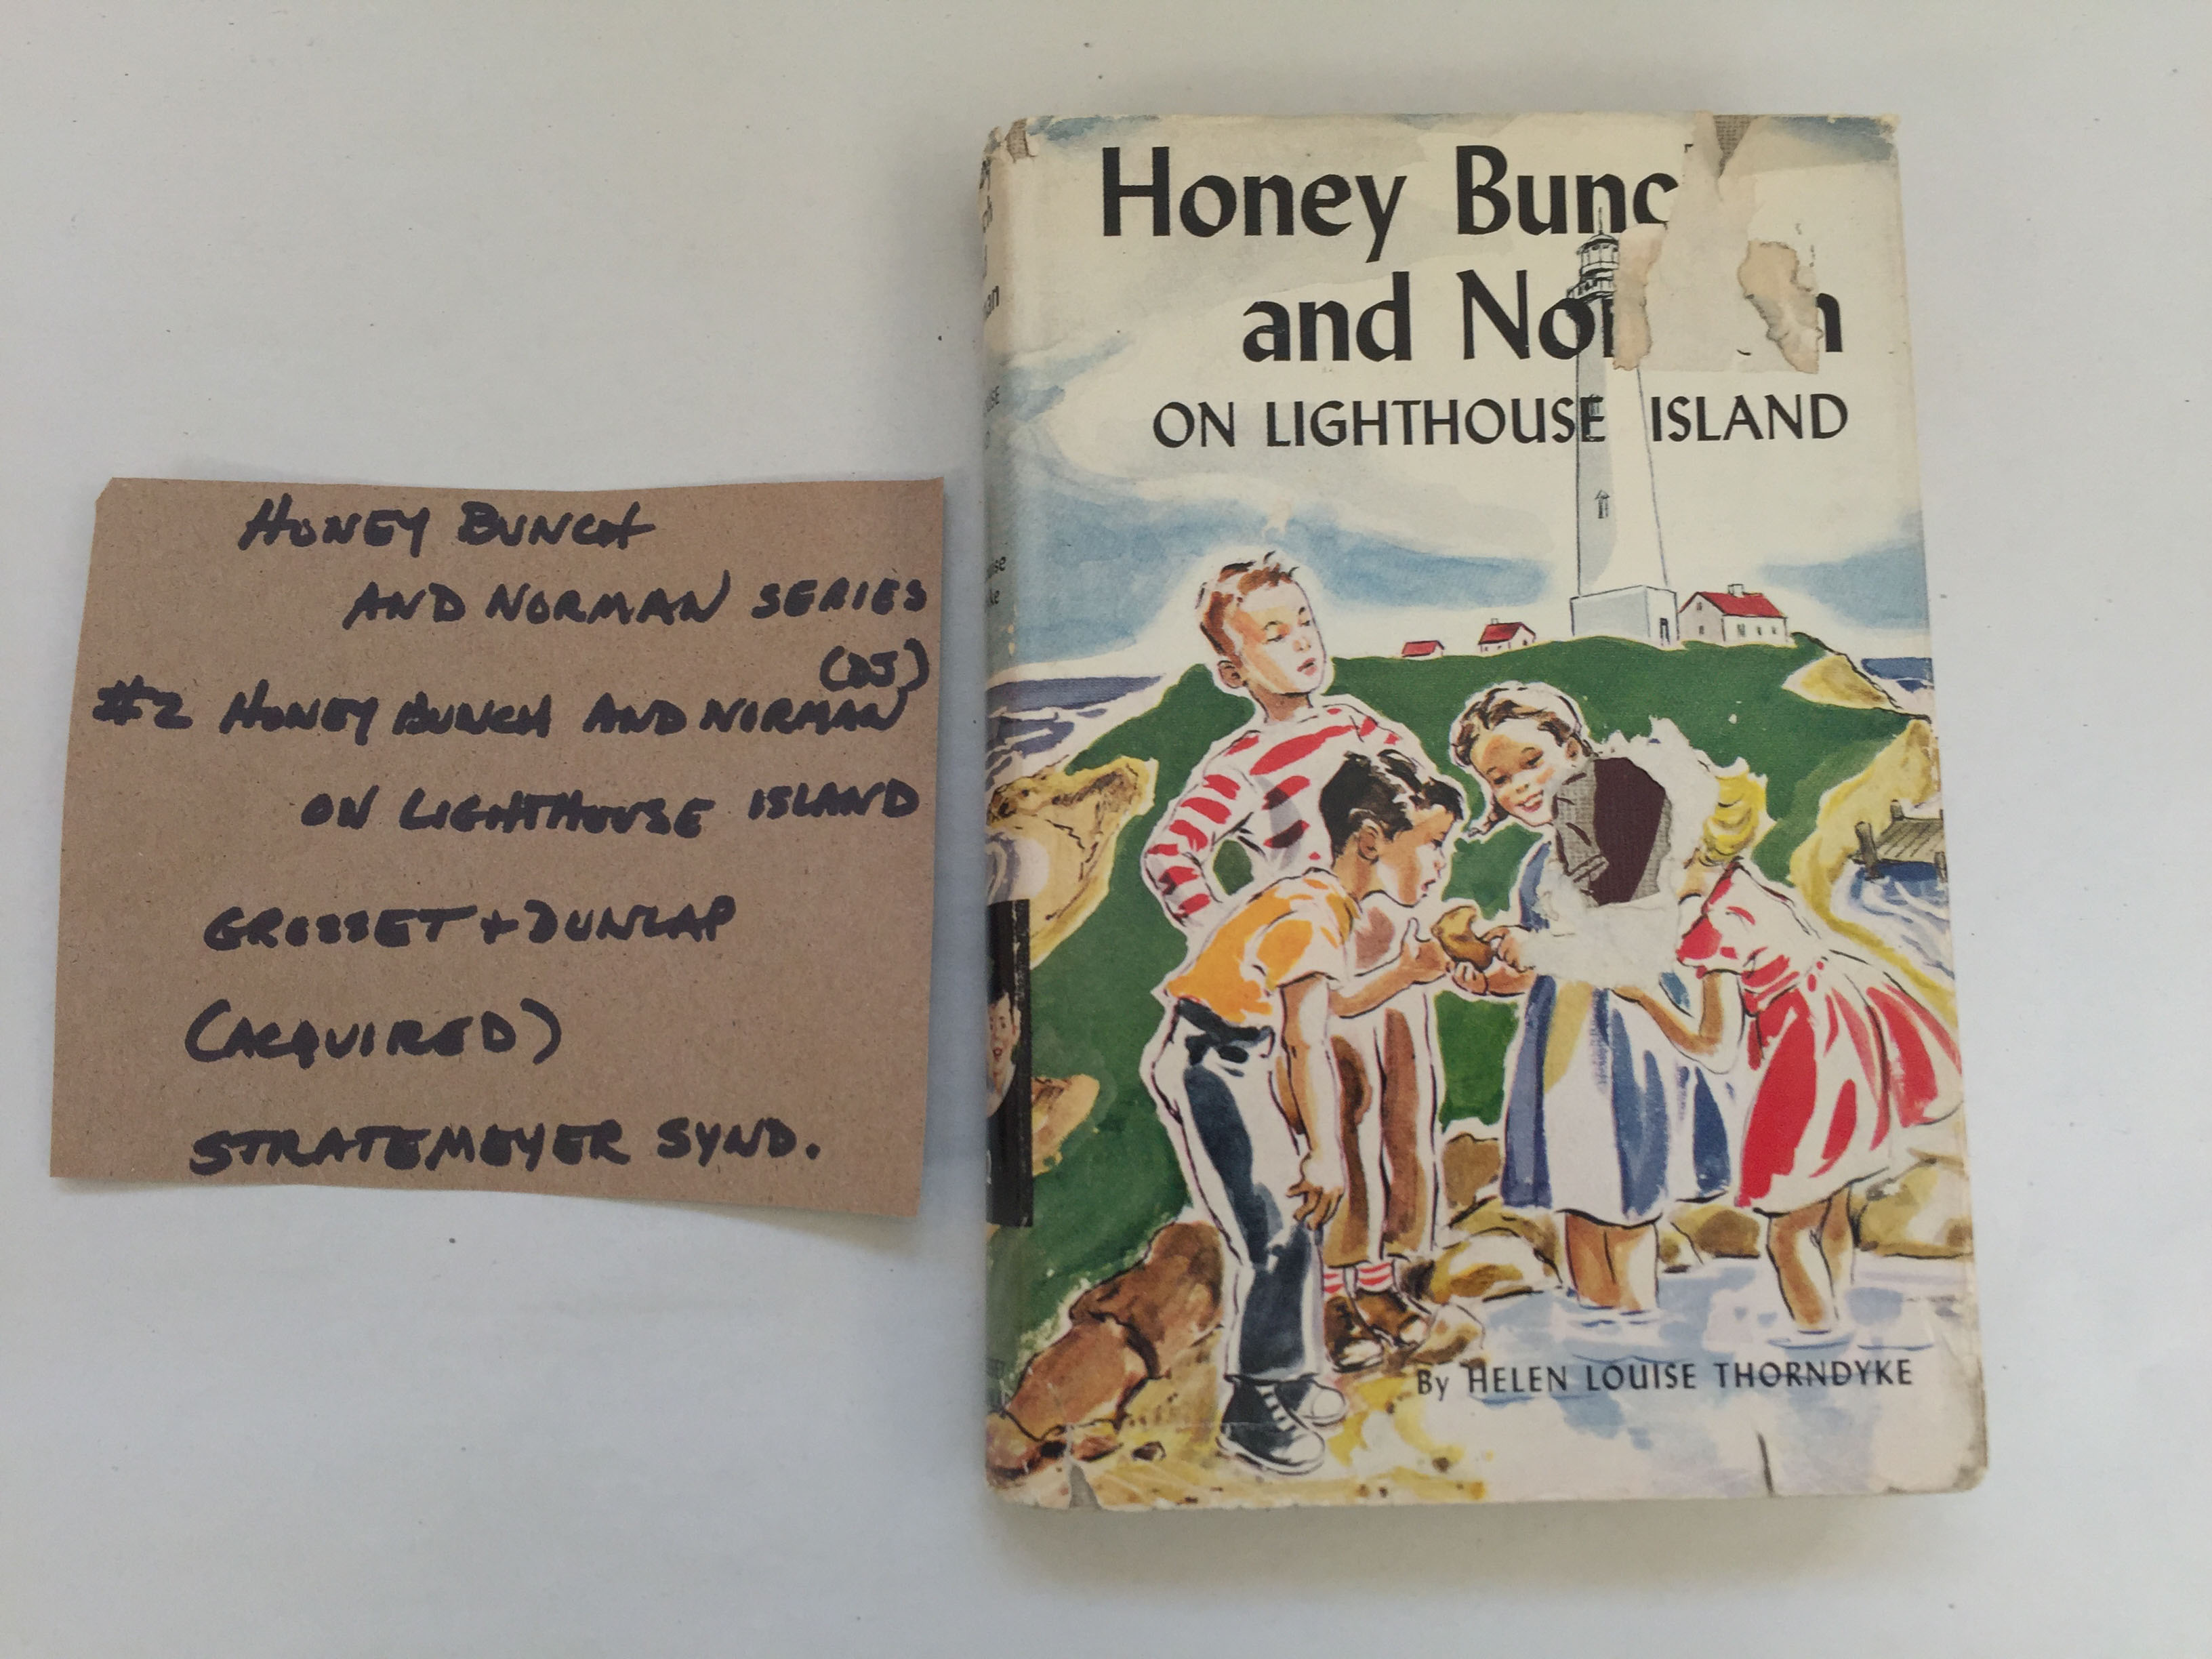 HONEY BUNCH
AND NORMAN SERIES
(DJ)
#2 HONEY BUNCH AND NORMAN
ON LIGHTHOUSE ISLAND
GROSSET + DUNLAP
(ACQUIRED)
STRATEMEYER SYND.
Honey Bunc
and No n
ON LIGHTHOUSE ISLAND
By HELEN LOUISE THORNDYKE